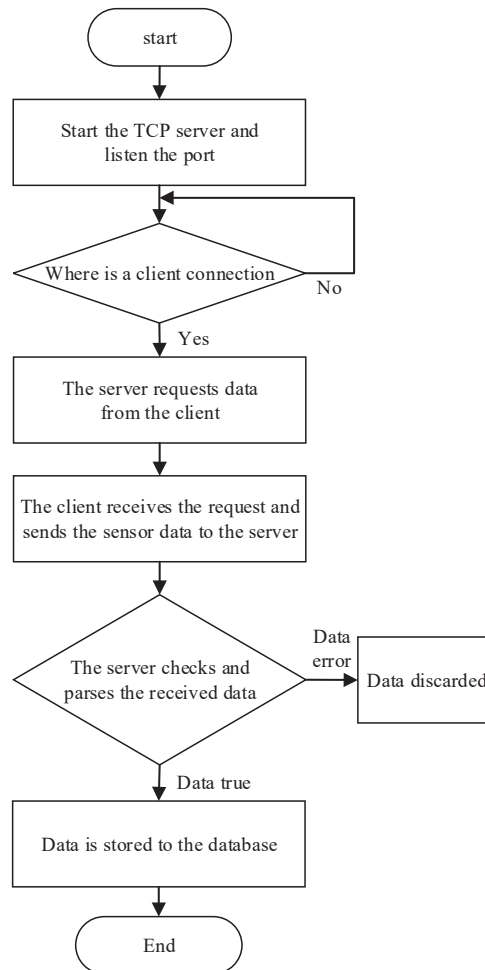 start
Start the TCP server and
listen the port
Where is a client connection
No
Yes
The server requests data
from the client
The client receives the request and
sends the sensor data to the server
Data
error
The server checks and
parses the received data
Data discarded
Data true
Data is stored to the database
End